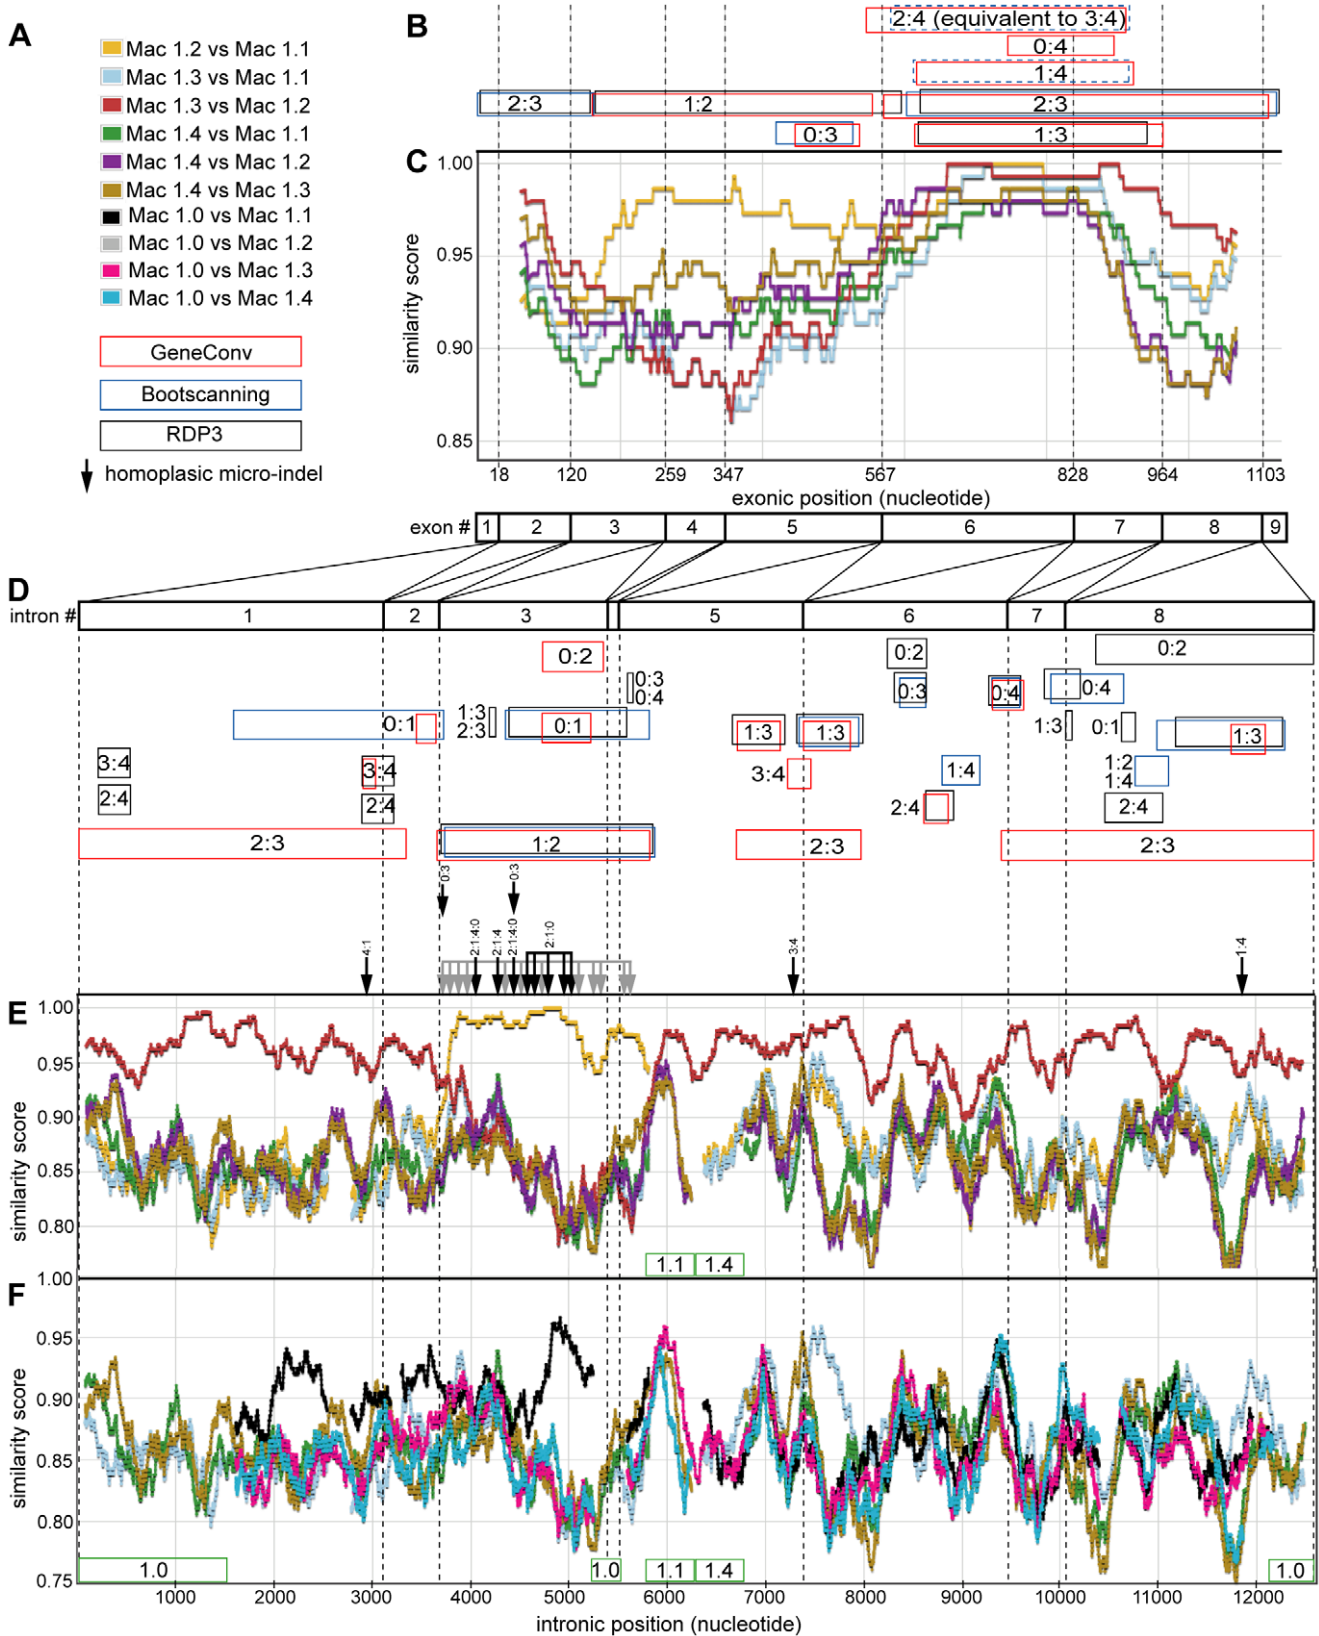 A
Mac 1.2 vs Mac 1.1
Mac 1.3 vs Mac 1.1
Mac 1.3 vs Mac 1.2
Mac 1.4 vs Mac 1.1
Mac 1.4 vs Mac 1.2
Mac 1.4 vs Mac 1.3
Mac 1.0 vs Mac 1.1
Mac 1.0 vs Mac 1.2
Mac 1.0 vs Mac 1.3
Mac 1.0 vs Mac 1.4
GeneConv
Bootscanning
RDP3
homoplasic micro-indel
B
2:4 (equivalent to 3:4)
0:4
1:4
2:3 1:2 2:3
0:3 1:3
C
1.00
0.95
0.90
0.85
similarity score
18 120 259 347 567 828 964 1103
exonic position (nucleotide)
exon # 1 2 3 4 5 6 7 8 9
D
intron # 1 2 3 5 6 7 8
0:2 0:2 0:2
0:3
0:4
0:3 0:4 0:4
0:1 1:3
2:3
0:1 1:3 1:3 1:3 0:1 1:3
3:4 3:4 3:4 1:4 1:2
1:4
2:4 2:4 2:4 2:4
2:3 1:2 2:3 2:3
0:3 0:3
4:1 2:1:4:0 2:1:4 2:1:4:0 2:1:0 3:4 1:4
E
1.00
0.95
0.90
0.85
0.80
similarity score
1.1 1.4
F
1.00
0.95
0.90
0.85
0.80
0.75
similarity score
1.0 1.0 1.1 1.4 1.0
1000 2000 3000 4000 5000 6000 7000 8000 9000 10000 11000 12000
intronic position (nucleotide)